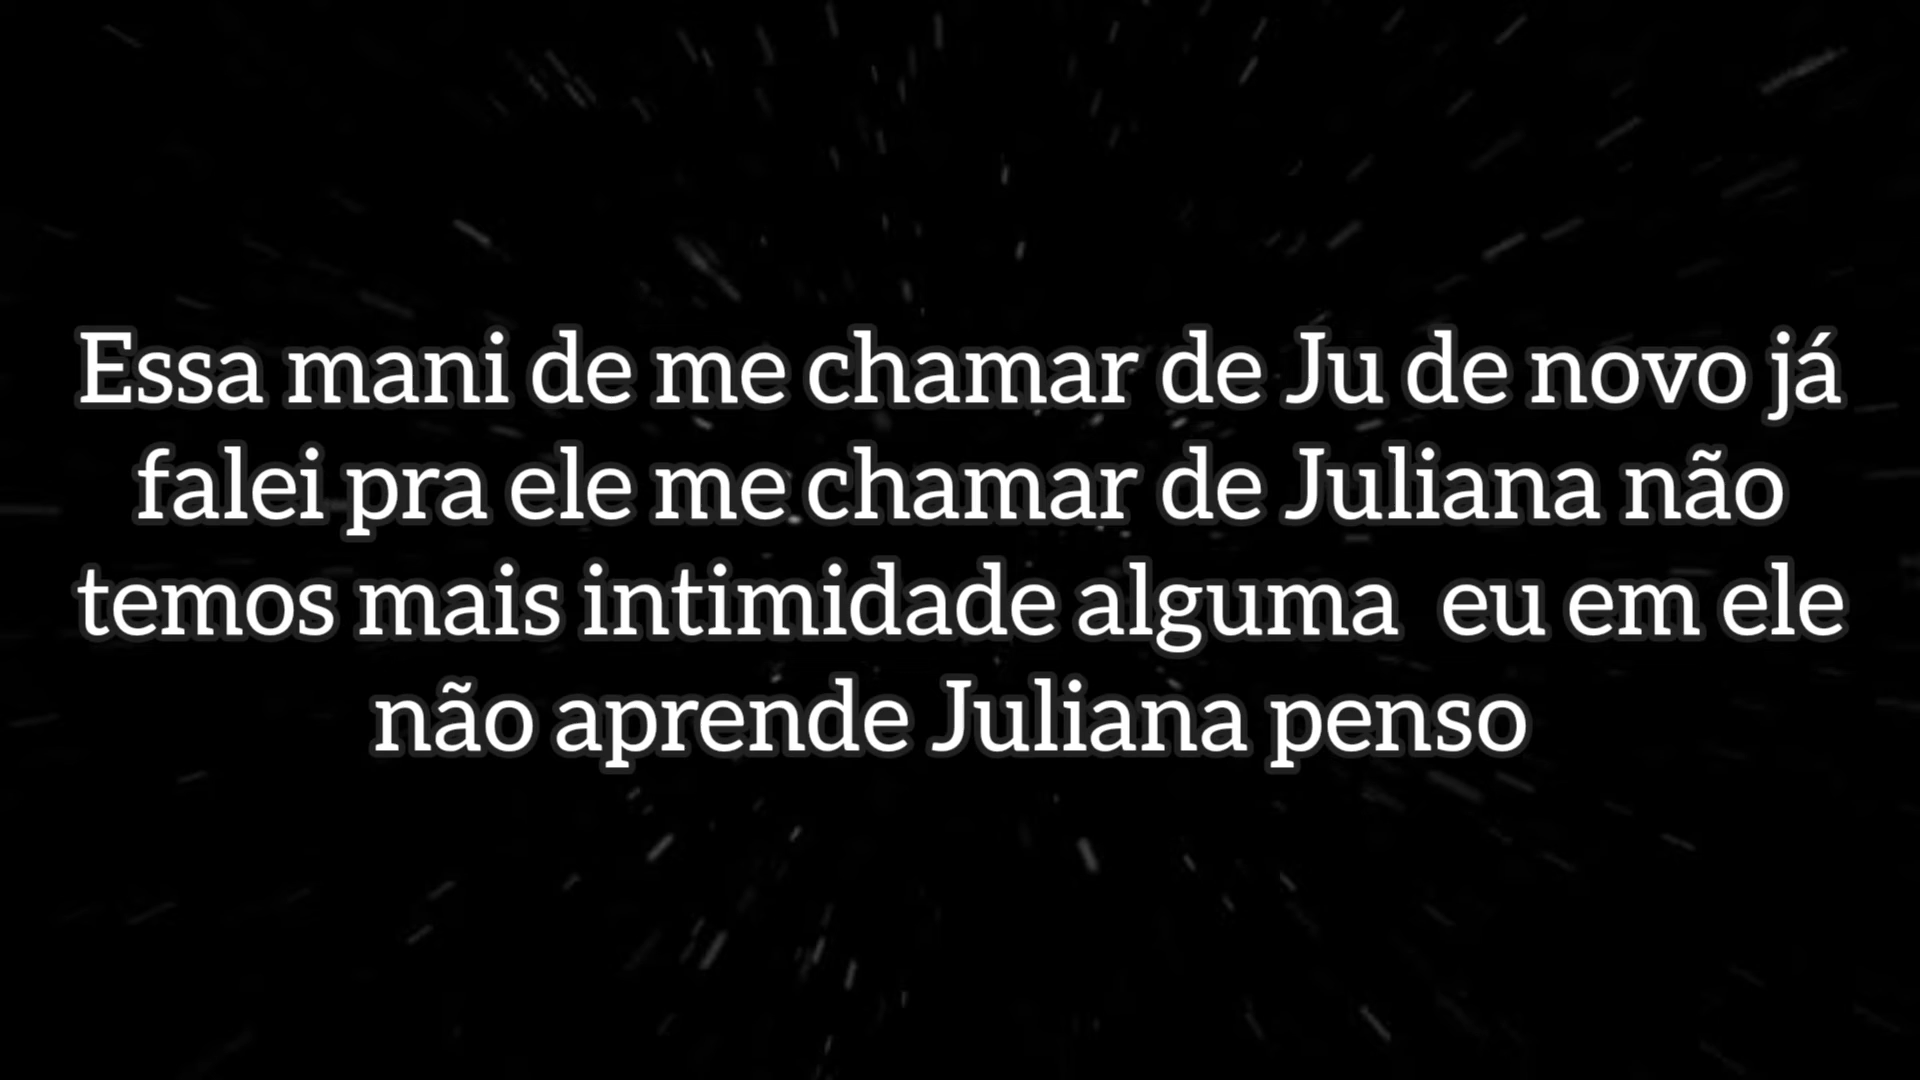 Essa mani de me chamar de Ju de novo já
falei pra ele me chamar de Juliana não
temos mais intimidade alguma  eu em ele
não aprende Juliana penso